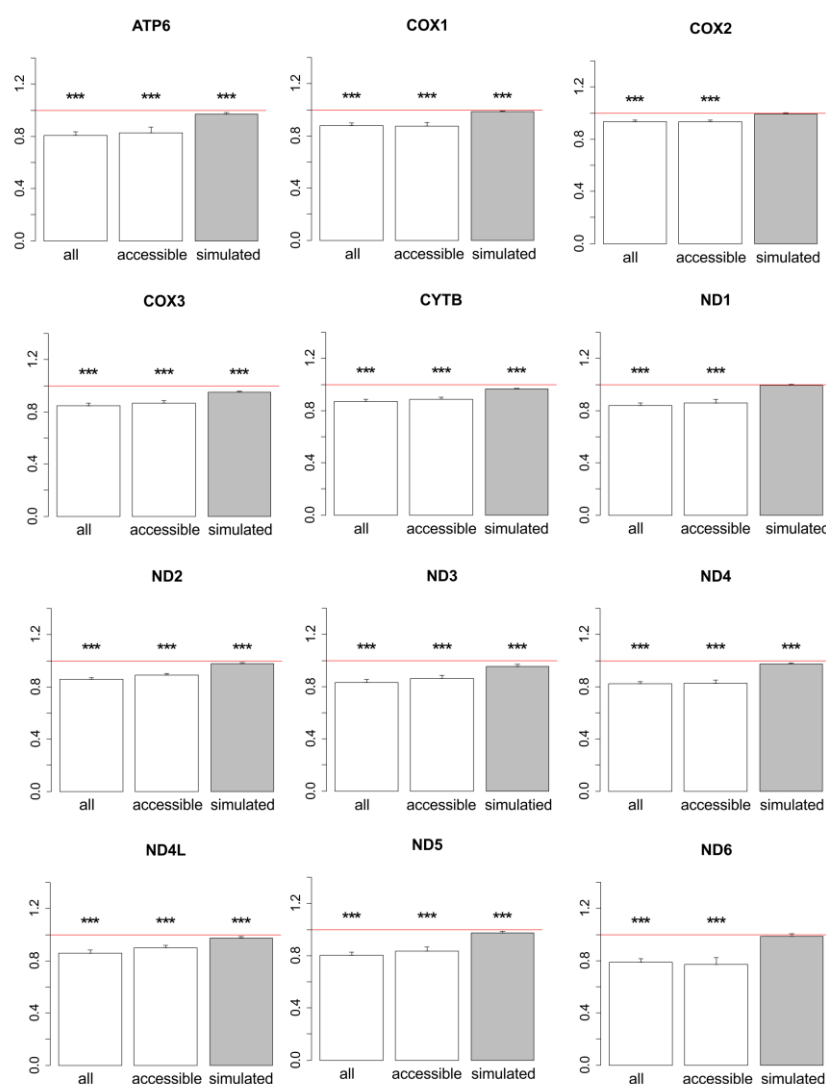 ATP6
COX1
COX2
1.2
0.8
0.4
0.0
*** *** ***
all accessible simulated
1.2
0.8
0.4
0.0
*** *** ***
all accessible simulated
1.2
0.8
0.4
0.0
*** ***
all accessible simulated
COX3
CYTB
ND1
1.2
0.8
0.4
0.0
*** *** ***
all accessible simulated
1.2
0.8
0.4
0.0
*** *** ***
all accessible simulated
1.2
0.8
0.4
0.0
*** ***
all accessible simulated
ND2
ND3
ND4
1.2
0.8
0.4
0.0
*** *** ***
all accessible simulated
1.2
0.8
0.4
0.0
*** *** ***
all accessible simulatied
1.2
0.8
0.4
0.0
*** *** ***
all accessible simulated
ND4L
ND5
ND6
1.2
0.8
0.4
0.0
*** *** ***
all accessible simulated
1.2
0.8
0.4
0.0
*** *** ***
all accessible simulated
1.2
0.8
0.4
0.0
*** ***
all accessible simulated